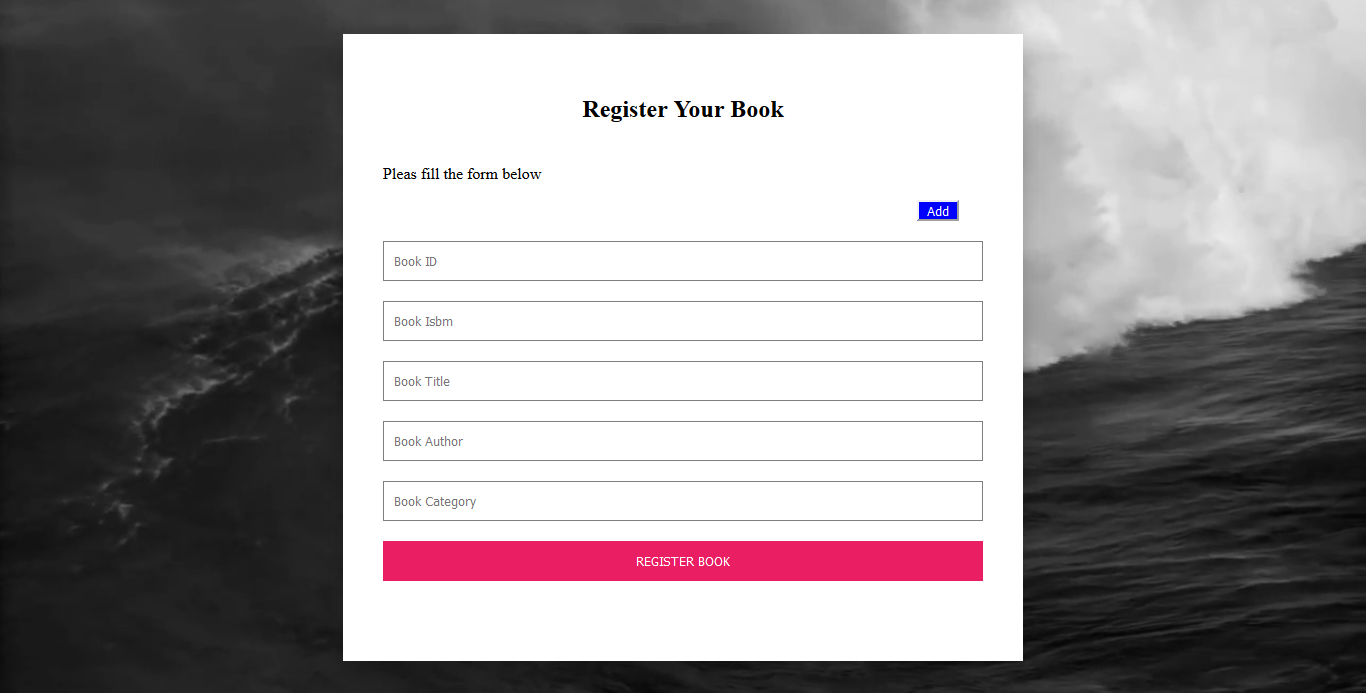 Register Your Book
Pleas fill the form below
Add
Book ID
Book Isbm
Book Title
Book Author
Book Category
REGISTER BOOK